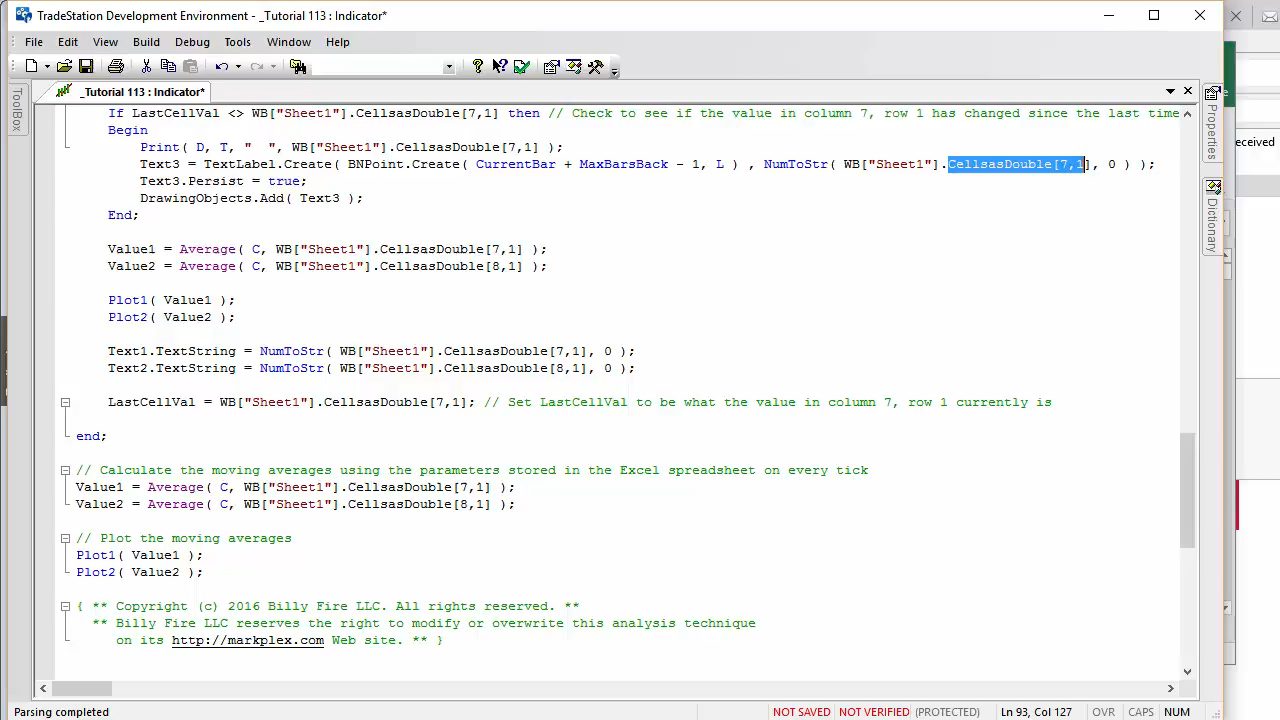 TradeStation Development Environment - _Tutorial 113 : Indicator*
File Edit View Build Debug Tools Window Help
_Tutorial 113 : Indicator*
ToolBox
Properties
Dictionary
eceived
If LastCellVal <> WB["Sheet1"].CellsasDouble[7,1] then // Check to see if the value in column 7, row 1 has changed since the last time
Begin
Print( D, T, "  ", WB["Sheet1"].CellsasDouble[7,1] );
Text3 = TextLabel.Create( BNPoint.Create( CurrentBar + MaxBarsBack - 1, L ) , NumToStr( WB["Sheet1"].CellsasDouble[7,1], 0 ) );
Text3.Persist = true;
DrawingObjects.Add( Text3 );
End;
Value1 = Average( C, WB["Sheet1"].CellsasDouble[7,1] );
Value2 = Average( C, WB["Sheet1"].CellsasDouble[8,1] );
Plot1( Value1 );
Plot2( Value2 );
Text1.TextString = NumToStr( WB["Sheet1"].CellsasDouble[7,1], 0 );
Text2.TextString = NumToStr( WB["Sheet1"].CellsasDouble[8,1], 0 );
LastCellVal = WB["Sheet1"].CellsasDouble[7,1]; // Set LastCellVal to be what the value in column 7, row 1 currently is
end;
// Calculate the moving averages using the parameters stored in the Excel spreadsheet on every tick
Value1 = Average( C, WB["Sheet1"].CellsasDouble[7,1] );
Value2 = Average( C, WB["Sheet1"].CellsasDouble[8,1] );
// Plot the moving averages
Plot1( Value1 );
Plot2( Value2 );
{ ** Copyright (c) 2016 Billy Fire LLC. All rights reserved. **
** Billy Fire LLC reserves the right to modify or overwrite this analysis technique
on its http://markplex.com Web site. ** }
Parsing completed NOT SAVED NOT VERIFIED (PROTECTED) Ln 93, Col 127 OVR CAPS NUM